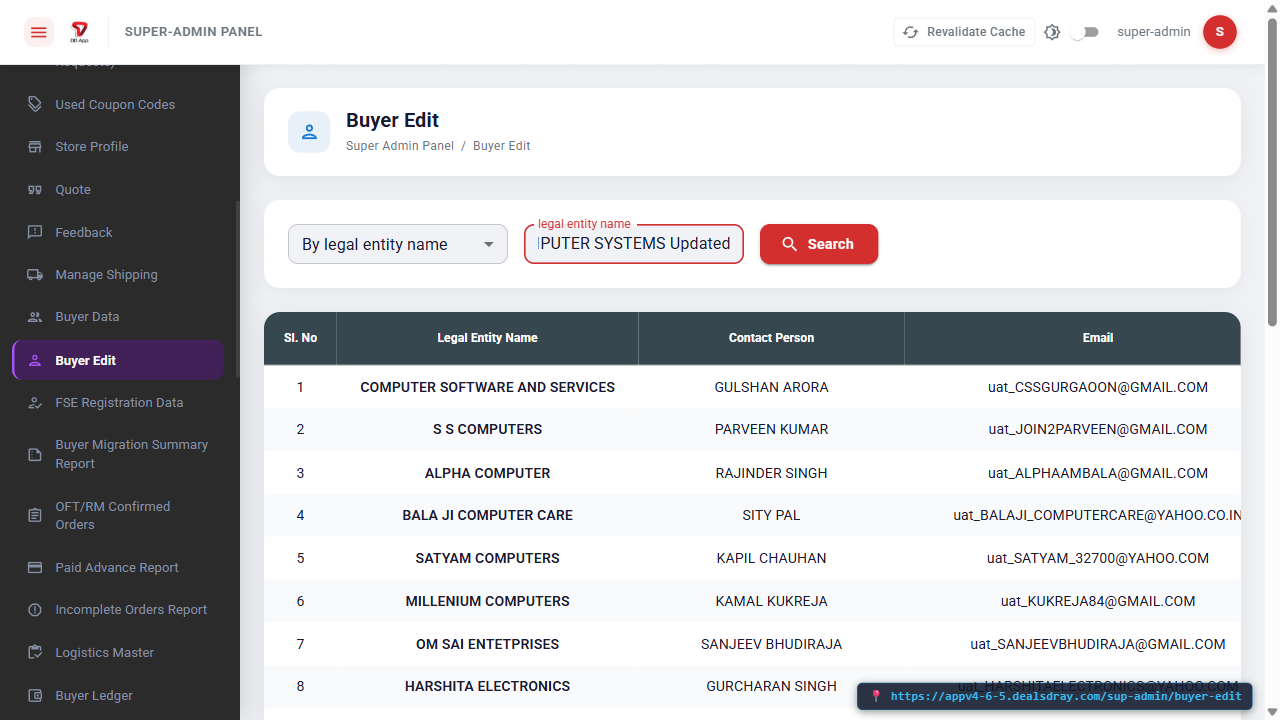 DD App
SUPER-ADMIN PANEL
Revalidate Cache
super-admin
S
Used Coupon Codes
Store Profile
Quote
Feedback
Manage Shipping
Buyer Data
Buyer Edit
FSE Registration Data
Buyer Migration Summary
Report
OFT/RM Confirmed
Orders
Paid Advance Report
Incomplete Orders Report
Logistics Master
Buyer Ledger
Buyer Edit
Super Admin Panel / Buyer Edit
By legal entity name
legal entity name
PUTER SYSTEMS Updated
Search
Sl. No Legal Entity Name Contact Person Email
1 COMPUTER SOFTWARE AND SERVICES GULSHAN ARORA uat_CSSGURGAOON@GMAIL.COM
2 S S COMPUTERS PARVEEN KUMAR uat_JOIN2PARVEEN@GMAIL.COM
3 ALPHA COMPUTER RAJINDER SINGH uat_ALPHAAMBALA@GMAIL.COM
4 BALA JI COMPUTER CARE SITY PAL uat_BALAJI_COMPUTERCARE@YAHOO.CO.IN
5 SATYAM COMPUTERS KAPIL CHAUHAN uat_SATYAM_32700@YAHOO.COM
6 MILLENIUM COMPUTERS KAMAL KUKREJA uat_KUKREJA84@GMAIL.COM
7 OM SAI ENTETPRISES SANJEEV BHUDIRAJA uat_SANJEEVBHUDIRAJA@GMAIL.COM
8 HARSHITA ELECTRONICS GURCHARAN SINGH uat_HARSHITAELECTRONICS@YAHOO.COM
https://appv4-6-5.dealsdray.com/sup-admin/buyer-edit